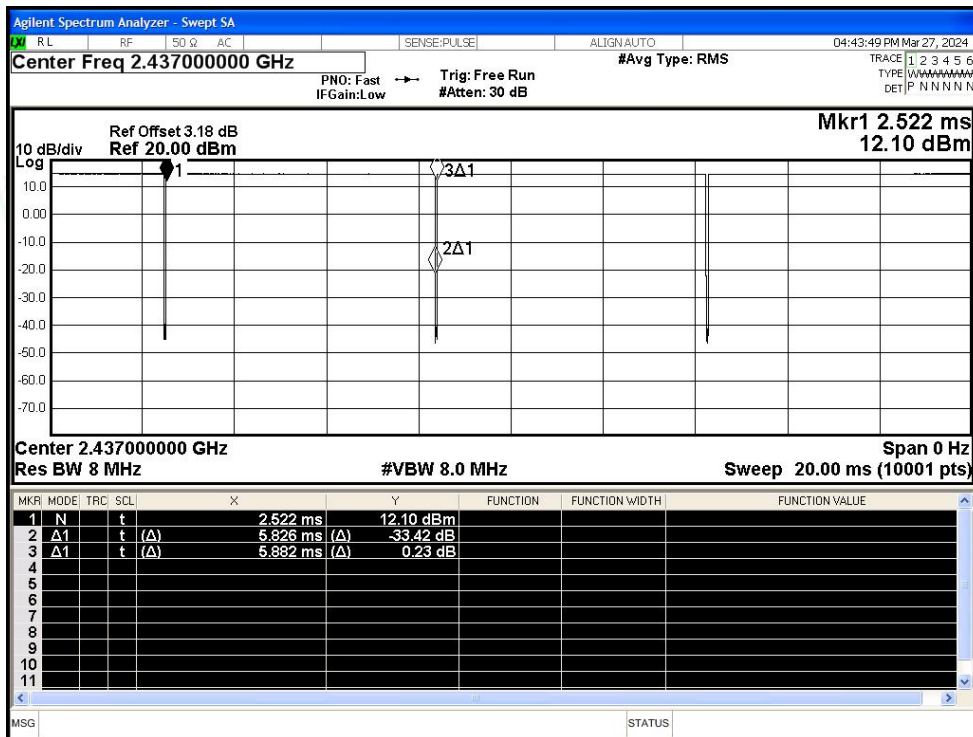 Agilent Spectrum Analyzer - Swept SA
LXI RL RF 50 Ω AC SENSE:PULSE ALIGN AUTO 04:43:49 PM Mar 27, 2024
Center Freq 2.437000000 GHz #Avg Type: RMS TRACE 1 2 3 4 5 6
PNO: Fast Trig: Free Run TYPE WWWWWW
IFGain:Low #Atten: 30 dB DET P N N N N N
Mkr1 2.522 ms
Ref Offset 3.18 dB
10 dB/div Ref 20.00 dBm 12.10 dBm
Log
1 3Δ1
10.0
0.00
-10.0
2Δ1
-20.0
-30.0
-40.0
-50.0
-60.0
-70.0
Center 2.437000000 GHz Span 0 Hz
Res BW 8 MHz #VBW 8.0 MHz Sweep 20.00 ms (10001 pts)
MKR MODE TRC SCL X Y FUNCTION FUNCTION WIDTH FUNCTION VALUE
1 N t 2.522 ms 12.10 dBm
2 Δ1 t (Δ) 5.826 ms (Δ) -33.42 dB
3 Δ1 t (Δ) 5.882 ms (Δ) 0.23 dB
4
5
6
7
8
9
10
11
MSG STATUS